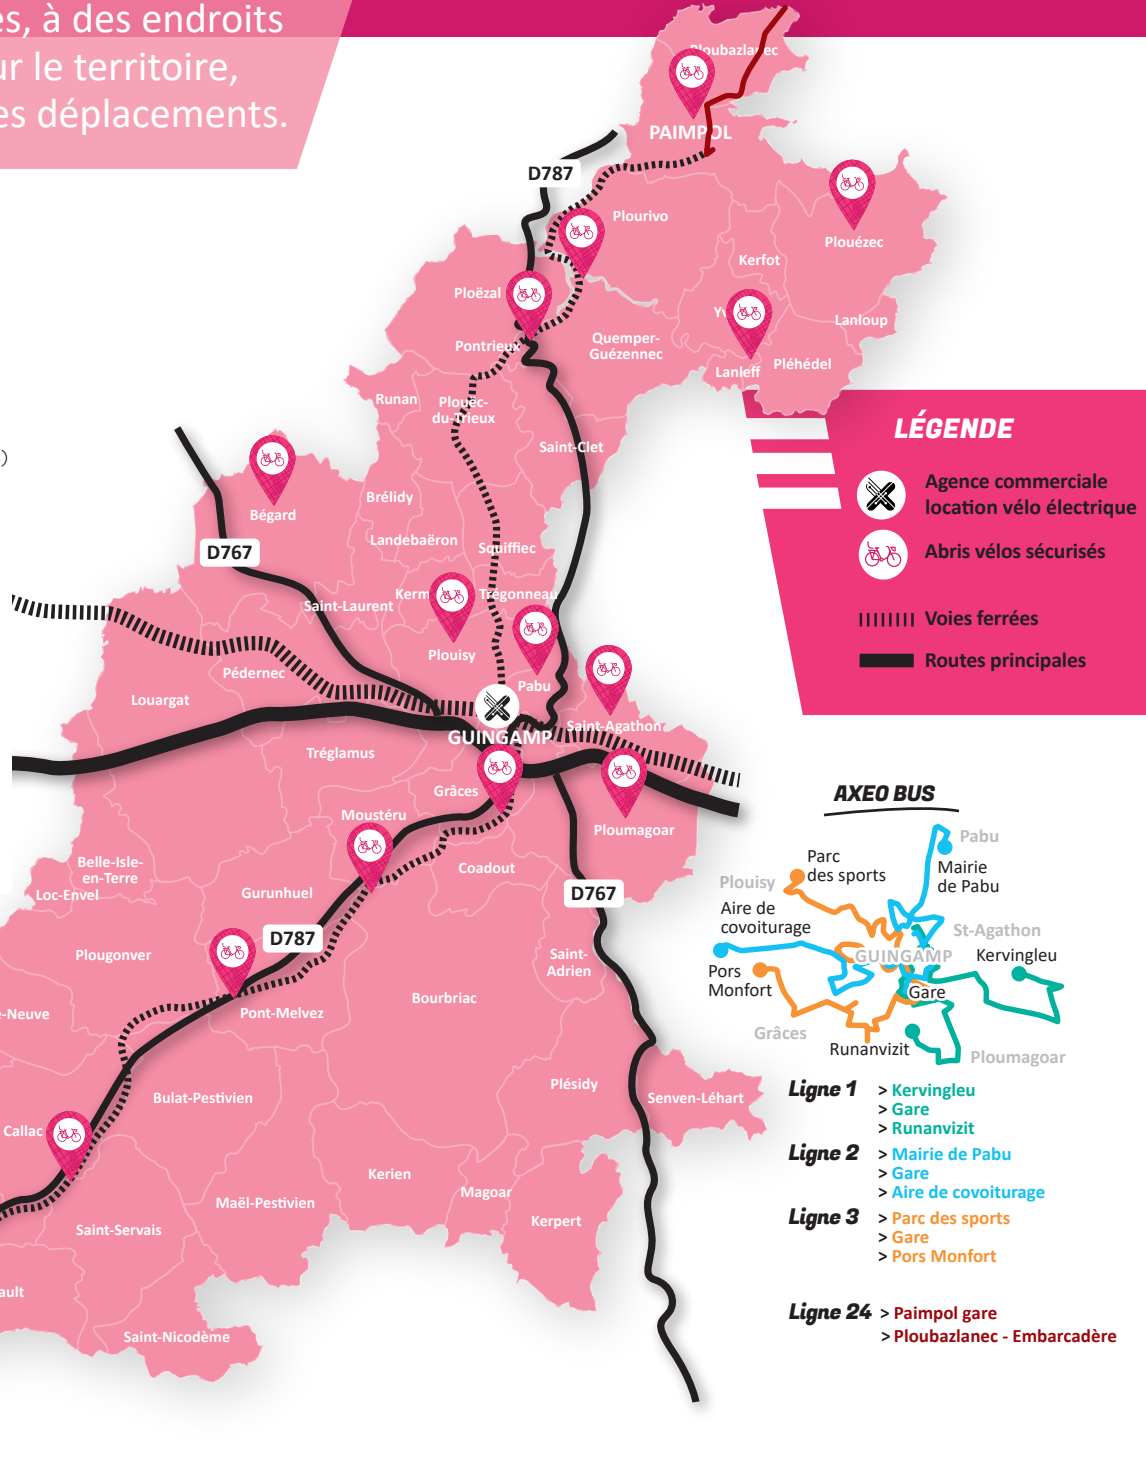 es, à des endroits
ur le territoire,
es déplacements.
)
Ploubazlanec
PAIMPOL
D787
Plourivo
Plouézec
Kerfot
Ploëzal
Lanloup
Pontrieux
Quemper-
Guézennec
Pléhédel
Lanleff
Runan
Plouëc-
du-Trieux
Saint-Clet
LÉGENDE
Agence commerciale
location vélo électrique
Abris vélos sécurisés
Voies ferrées
Routes principales
Bégard
Brélidy
D767
Landebaëron
Squiffiec
Kerm
Trégonneau
Saint-Laurent
Plouisy
Pédernec
Pabu
Louargat
Saint-Agathon
GUINGAMP
Tréglamus
Grâces
Moustéru
Ploumagoar
Belle-Isle-
en-Terre
Coadout
Loc-Envel
Gurunhuel
D767
D787
Plougonver
Saint-
Adrien
Bourbriac
e-Neuve
Pont-Melvez
Plésidy
Bulat-Pestivien
Senven-Léhart
Callac
Kerien
Magoar
Maël-Pestivien
Kerpert
Saint-Servais
ault
Saint-Nicodème
AXEO BUS
Pabu
Parc
des sports
Mairie
de Pabu
Plouisy
Aire de
covoiturage
St-Agathon
GUINGAMP
Kervingleu
Pors
Monfort
Gare
Grâces
Runanvizit
Ploumagoar
Ligne 1 > Kervingleu
> Gare
> Runanvizit
Ligne 2 > Mairie de Pabu
> Gare
> Aire de covoiturage
Ligne 3 > Parc des sports
> Gare
> Pors Monfort
Ligne 24 > Paimpol gare
> Ploubazlanec - Embarcadère